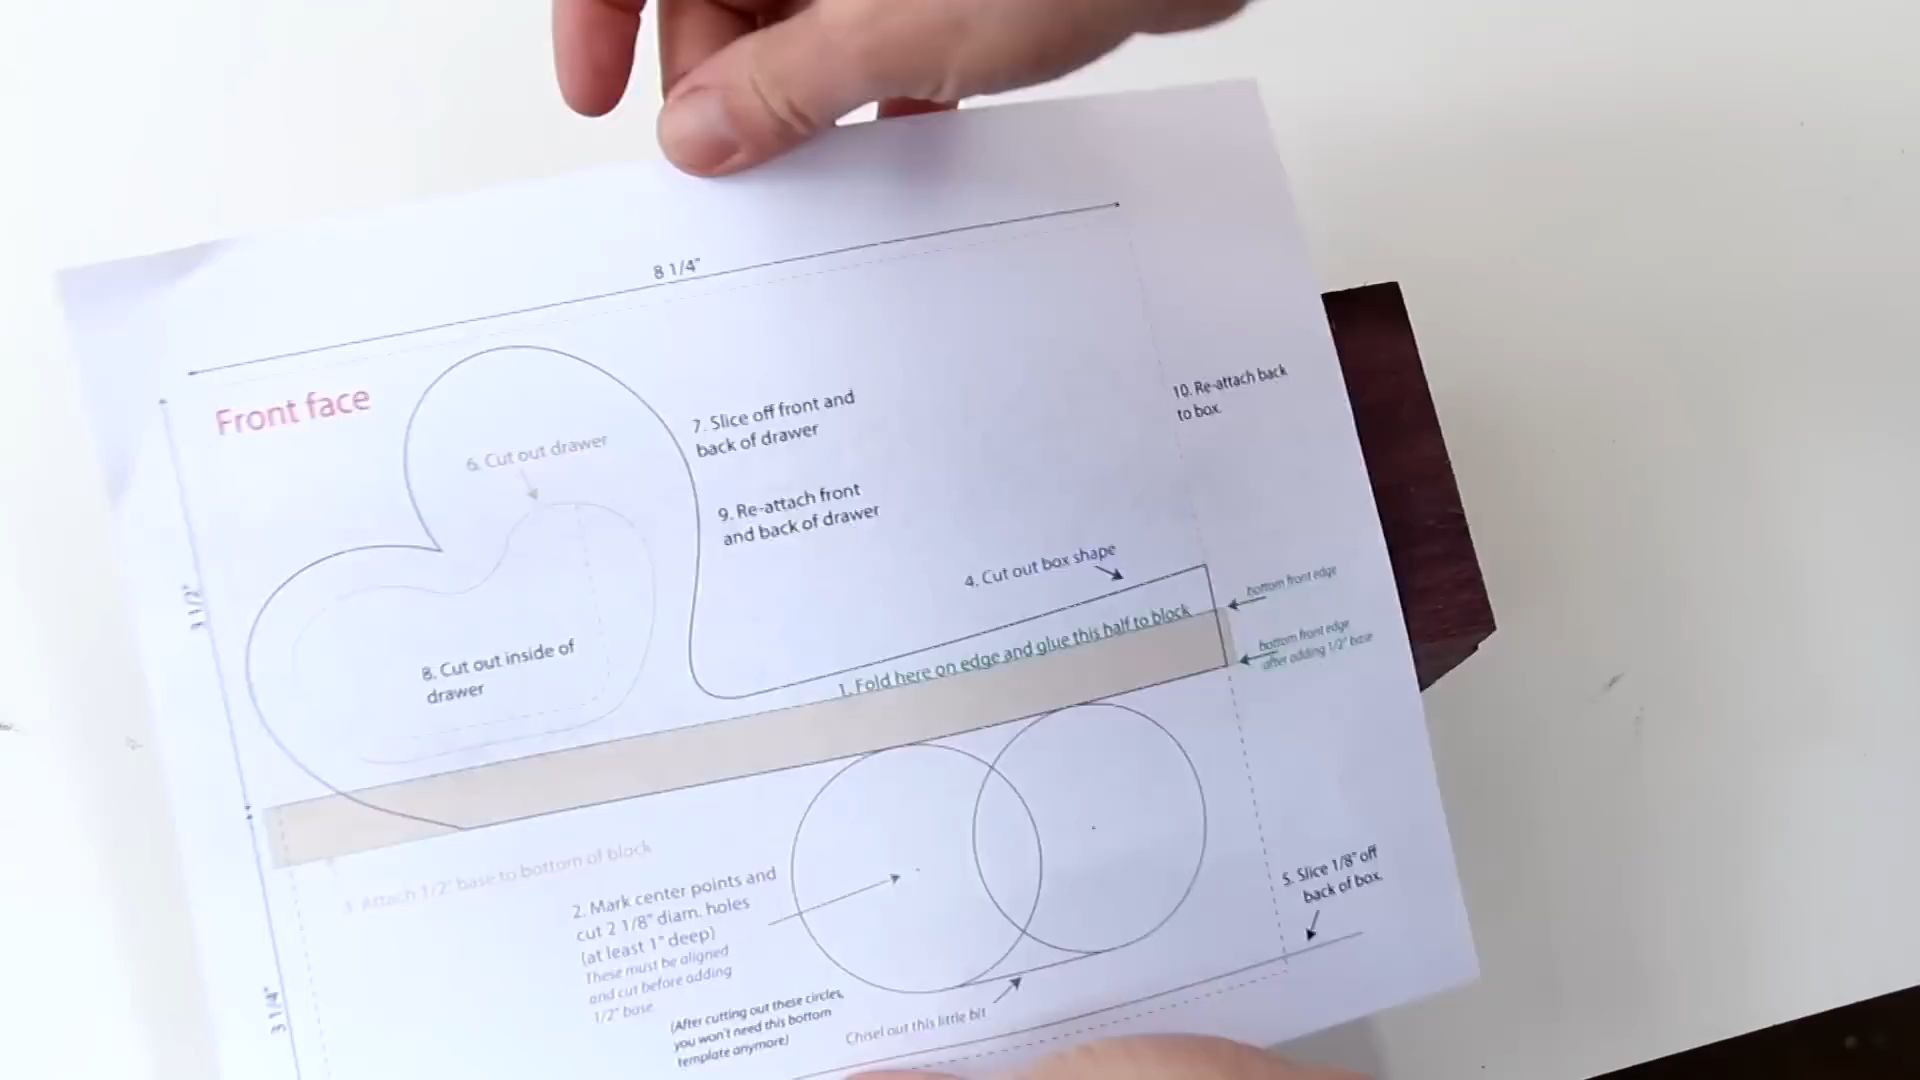 8 1/4"
Front face
6. Cut out drawer
7. Slice off front and
back of drawer
10. Re-attach back
to box.
9. Re-attach front
and back of drawer
3 1/2"
4. Cut out box shape
bottom front edge
1. Fold here on edge and glue this half to block
bottom front edge
after adding 1/2" base
8. Cut out inside of
drawer
3. Attach 1/2" base to bottom of block
2. Mark center points and
cut 2 1/8" diam. holes
(at least 1" deep)
These must be aligned
and cut before adding
1/2" base.
5. Slice 1/8" off
back of box.
3 1/4"
(After cutting out these circles,
you won't need this bottom
template anymore)
Chisel out this little bit